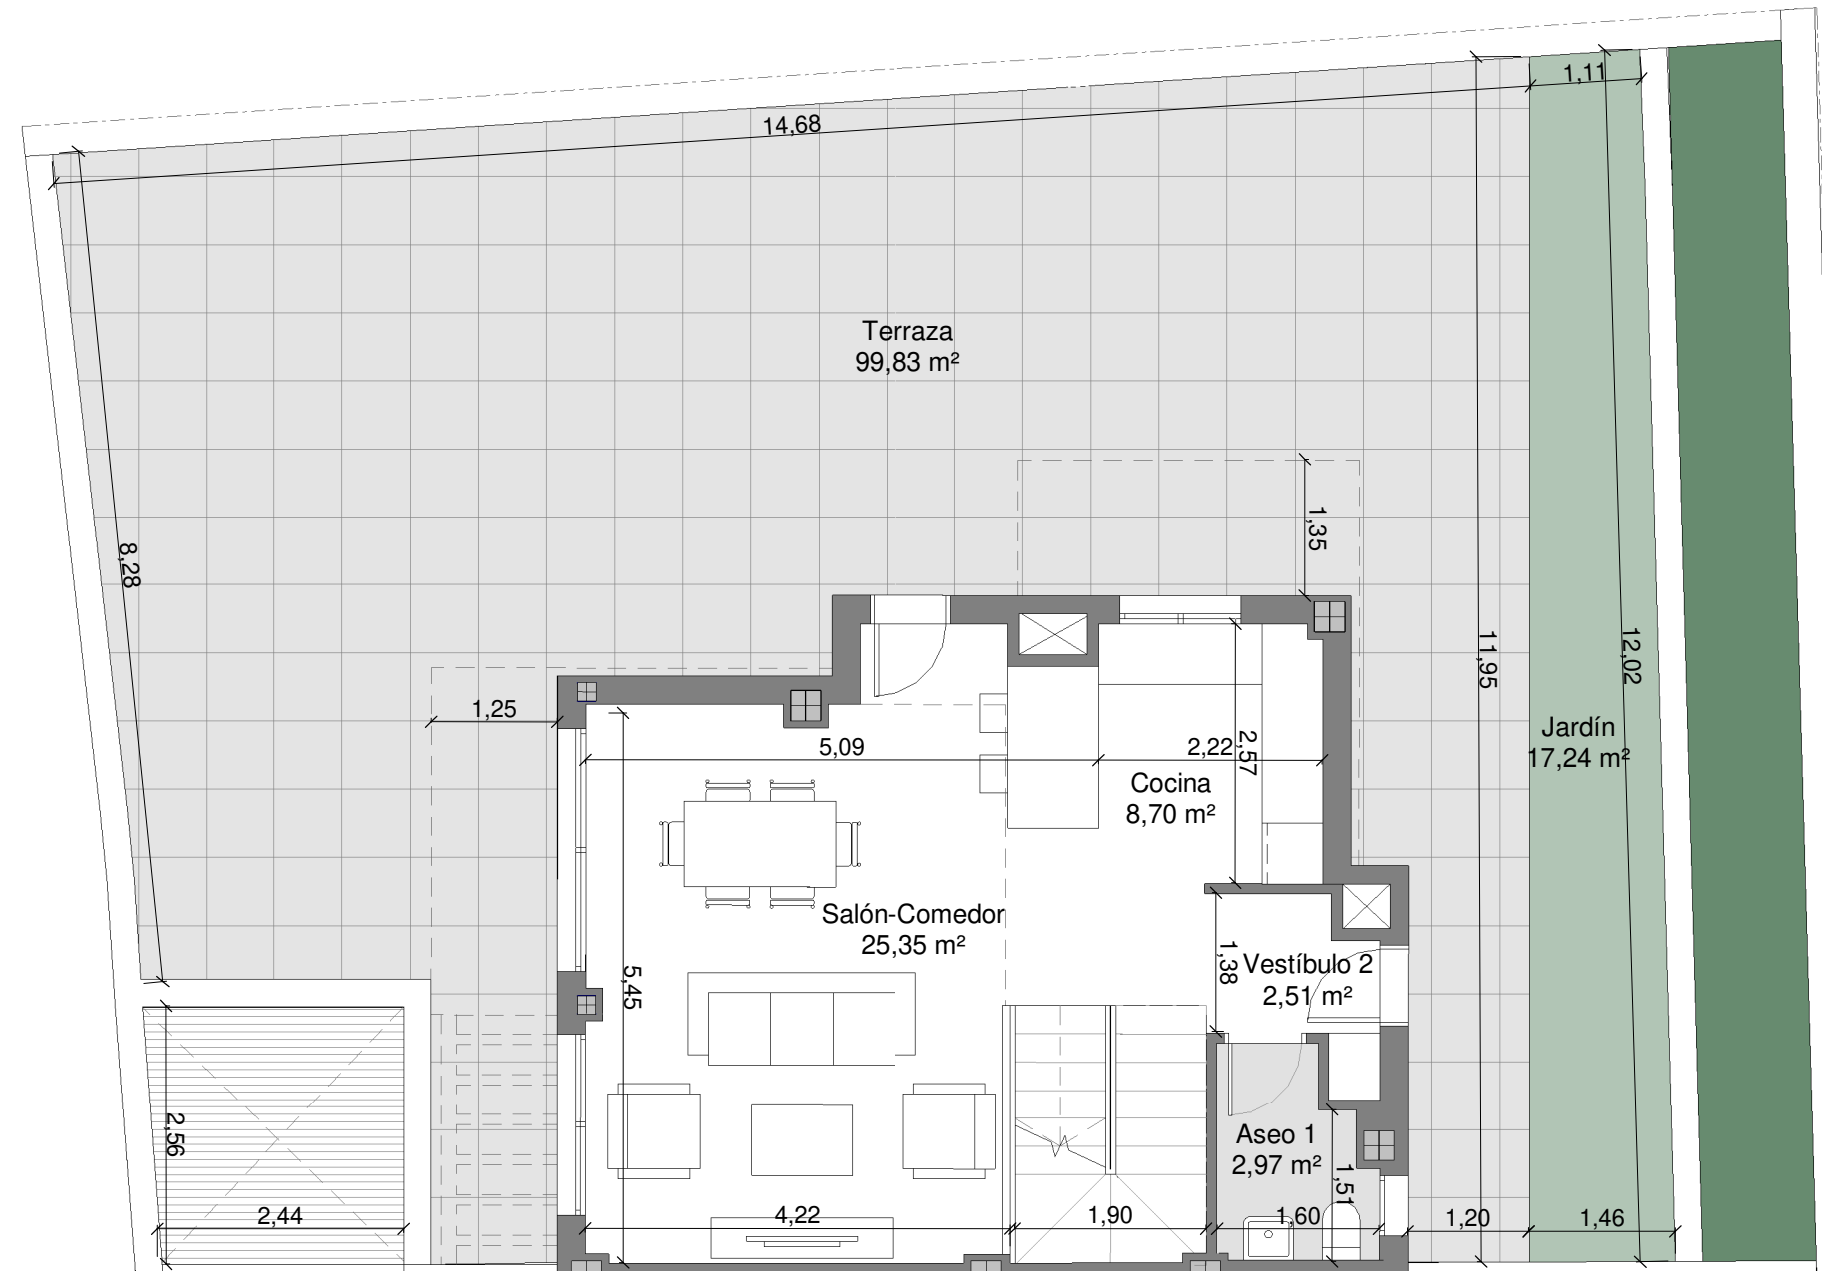 1,11
14,68
Terraza
99,83 m²
8,28
1,35
11,95
12,02
1,25
5,09
2,22
2,57
Jardín
17,24 m²
Cocina
8,70 m²
Salón-Comedor
25,35 m²
5,45
1,38
Vestíbulo 2
2,51 m²
2,56
Aseo 1
2,97 m²
1,51
2,44
4,22
1,90
1,60
1,20
1,46